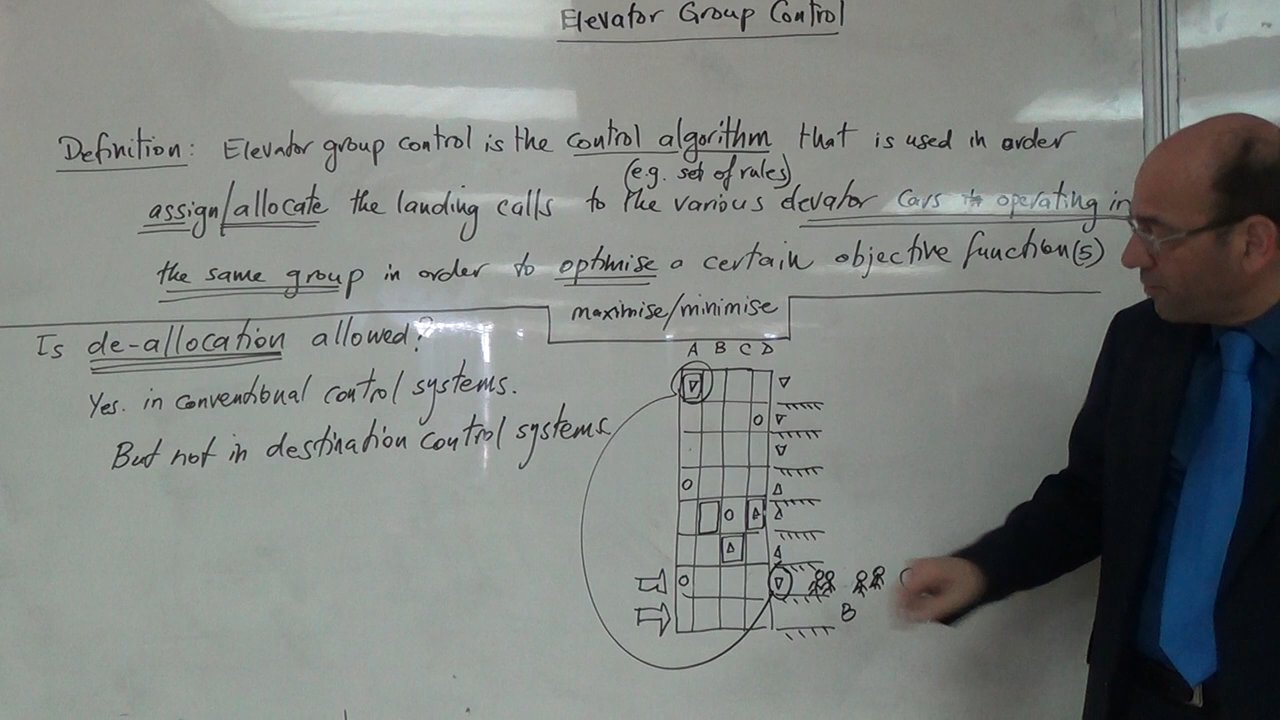 Elevator Group Control
Definition: Elevator group control is the control algorithm that is used in order
(e.g. set of rules)
assign/allocate the landing calls to the various elevator cars operating in
the same group in order to optimise a certain objective function(s)
maximise/minimise
Is de-allocation allowed?
Yes. in conventional control systems.
But not in destination control systems
A B C D
B